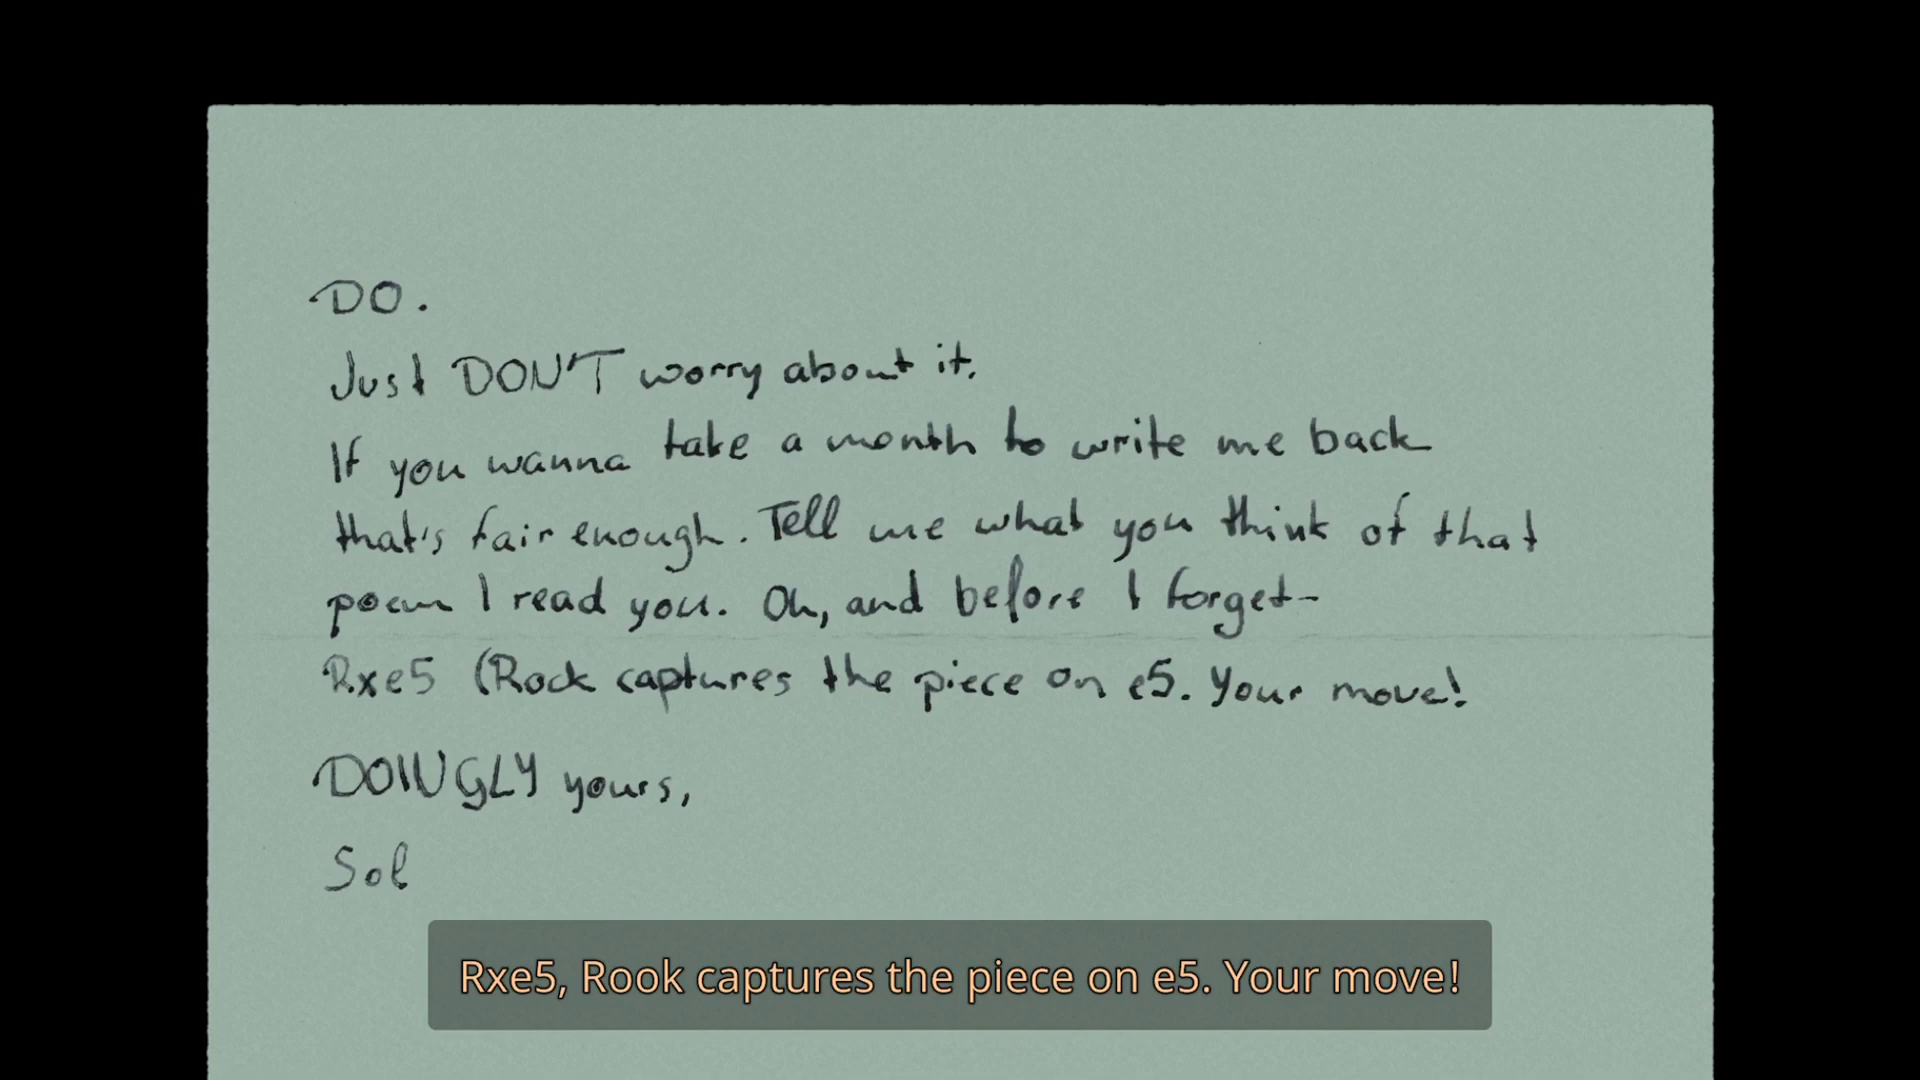 DO.
Just DON'T worry about it.
If you wanna take a month to write me back
that's fair enough. Tell me what you think of that
poem I read you. Oh, and before I forget-
Rxe5 (Rook captures the piece on e5. Your move!
DOINGLY yours,
Sol
Rxe5, Rook captures the piece on e5. Your move!